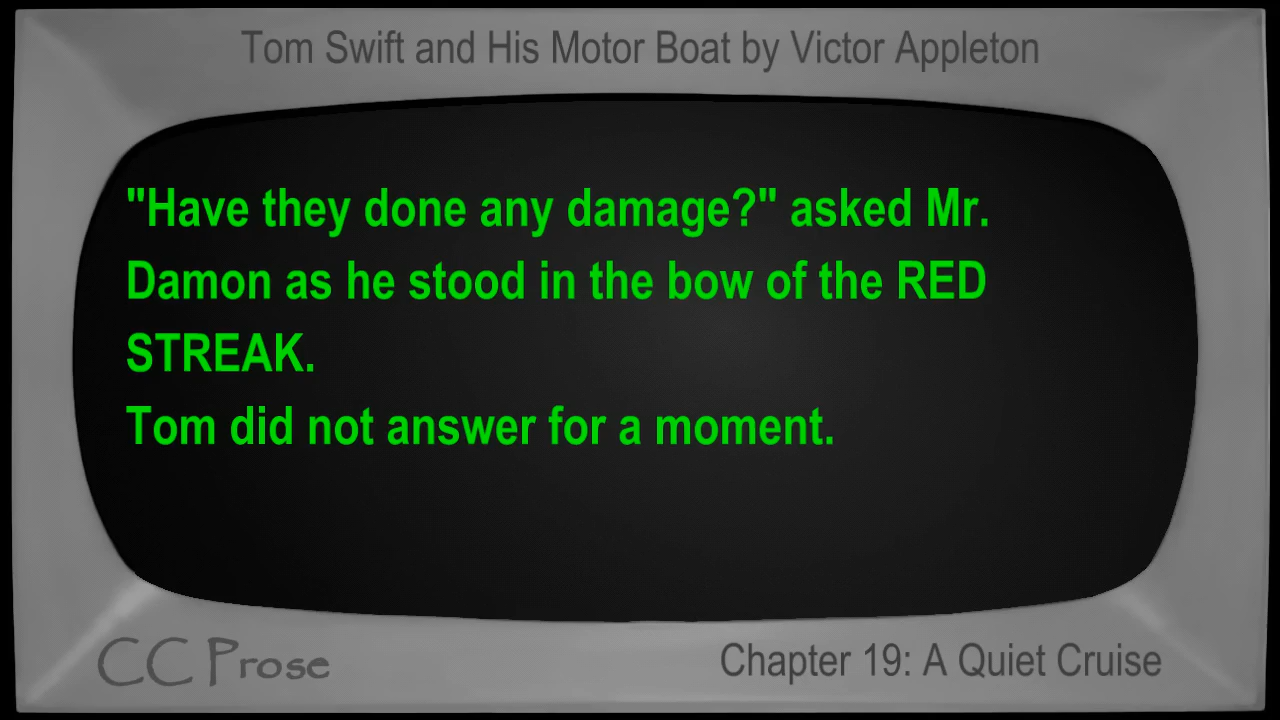 Tom Swift and His Motor Boat by Victor Appleton
"Have they done any damage?" asked Mr.
Damon as he stood in the bow of the RED
STREAK.
Tom did not answer for a moment.
CC Prose
Chapter 19: A Quiet Cruise